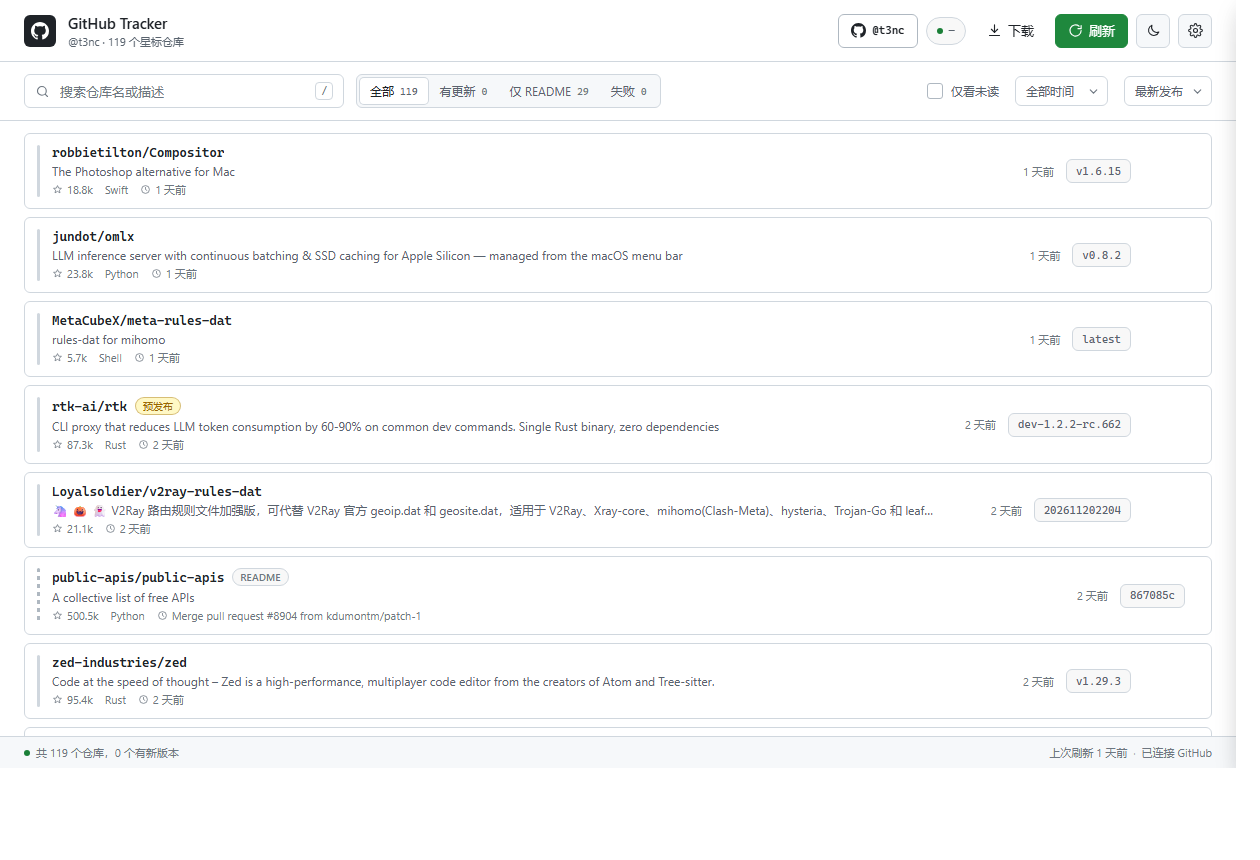 GitHub Tracker
@t3nc · 119 个星标仓库
@t3nc
–
下载
刷新
搜索仓库名或描述
/
全部 119
有更新 0
仅 README 29
失败 0
仅看未读
全部时间
最新发布
robbietilton/Compositor
The Photoshop alternative for Mac
18.8k Swift 1 天前
1 天前 v1.6.15
jundot/omlx
LLM inference server with continuous batching & SSD caching for Apple Silicon — managed from the macOS menu bar
23.8k Python 1 天前
1 天前 v0.8.2
MetaCubeX/meta-rules-dat
rules-dat for mihomo
5.7k Shell 1 天前
1 天前 latest
rtk-ai/rtk 预发布
CLI proxy that reduces LLM token consumption by 60-90% on common dev commands. Single Rust binary, zero dependencies
87.3k Rust 2 天前
2 天前 dev-1.2.2-rc.662
Loyalsoldier/v2ray-rules-dat
🦄 🎃 👻 V2Ray 路由规则文件加强版，可代替 V2Ray 官方 geoip.dat 和 geosite.dat，适用于 V2Ray、Xray-core、mihomo(Clash-Meta)、hysteria、Trojan-Go 和 leaf...
21.1k 2 天前
2 天前 202611202204
public-apis/public-apis README
A collective list of free APIs
500.5k Python Merge pull request #8904 from kdumontm/patch-1
2 天前 867085c
zed-industries/zed
Code at the speed of thought – Zed is a high-performance, multiplayer code editor from the creators of Atom and Tree-sitter.
95.4k Rust 2 天前
2 天前 v1.29.3
共 119 个仓库，0 个有新版本
上次刷新 1 天前 · 已连接 GitHub